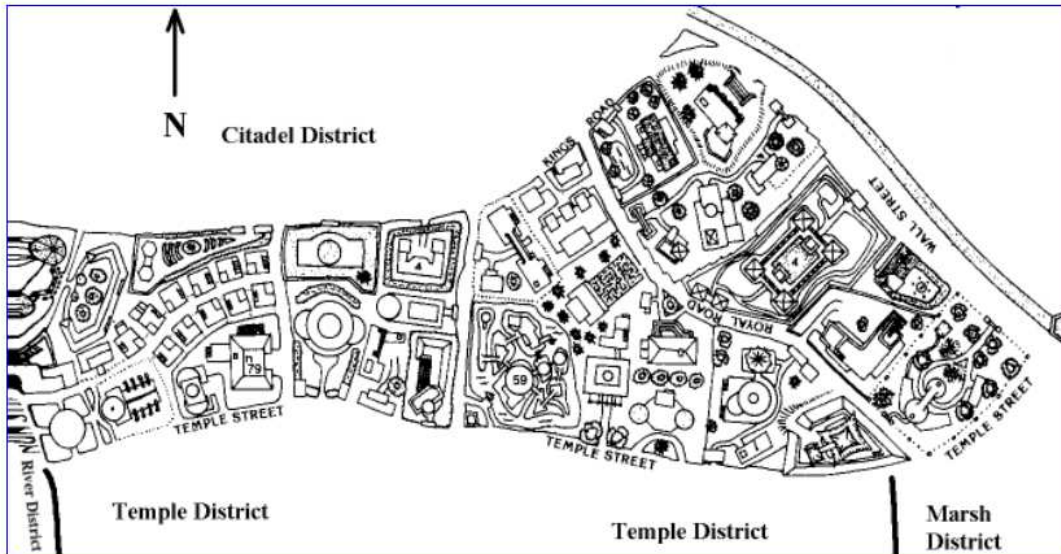 N
Citadel District
KINGS ROAD
WALL STREET
ROYAL ROAD
79
59
TEMPLE STREET
TEMPLE STREET
TEMPLE STREET
N River District
Temple District
Temple District
Marsh
District